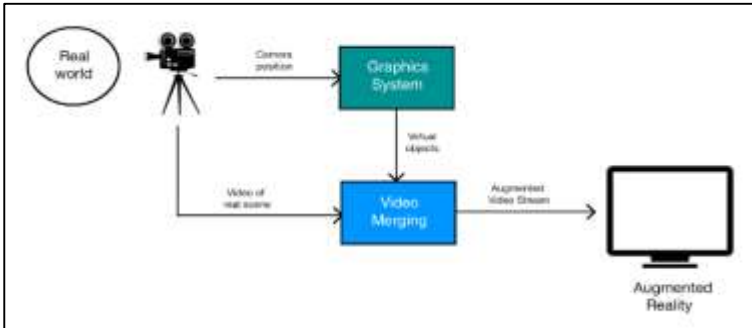 Real
world
Camera
position
Graphics
System
Virtual
objects
Video of
real scene
Video
Merging
Augmented
Video Stream
Augmented
Reality